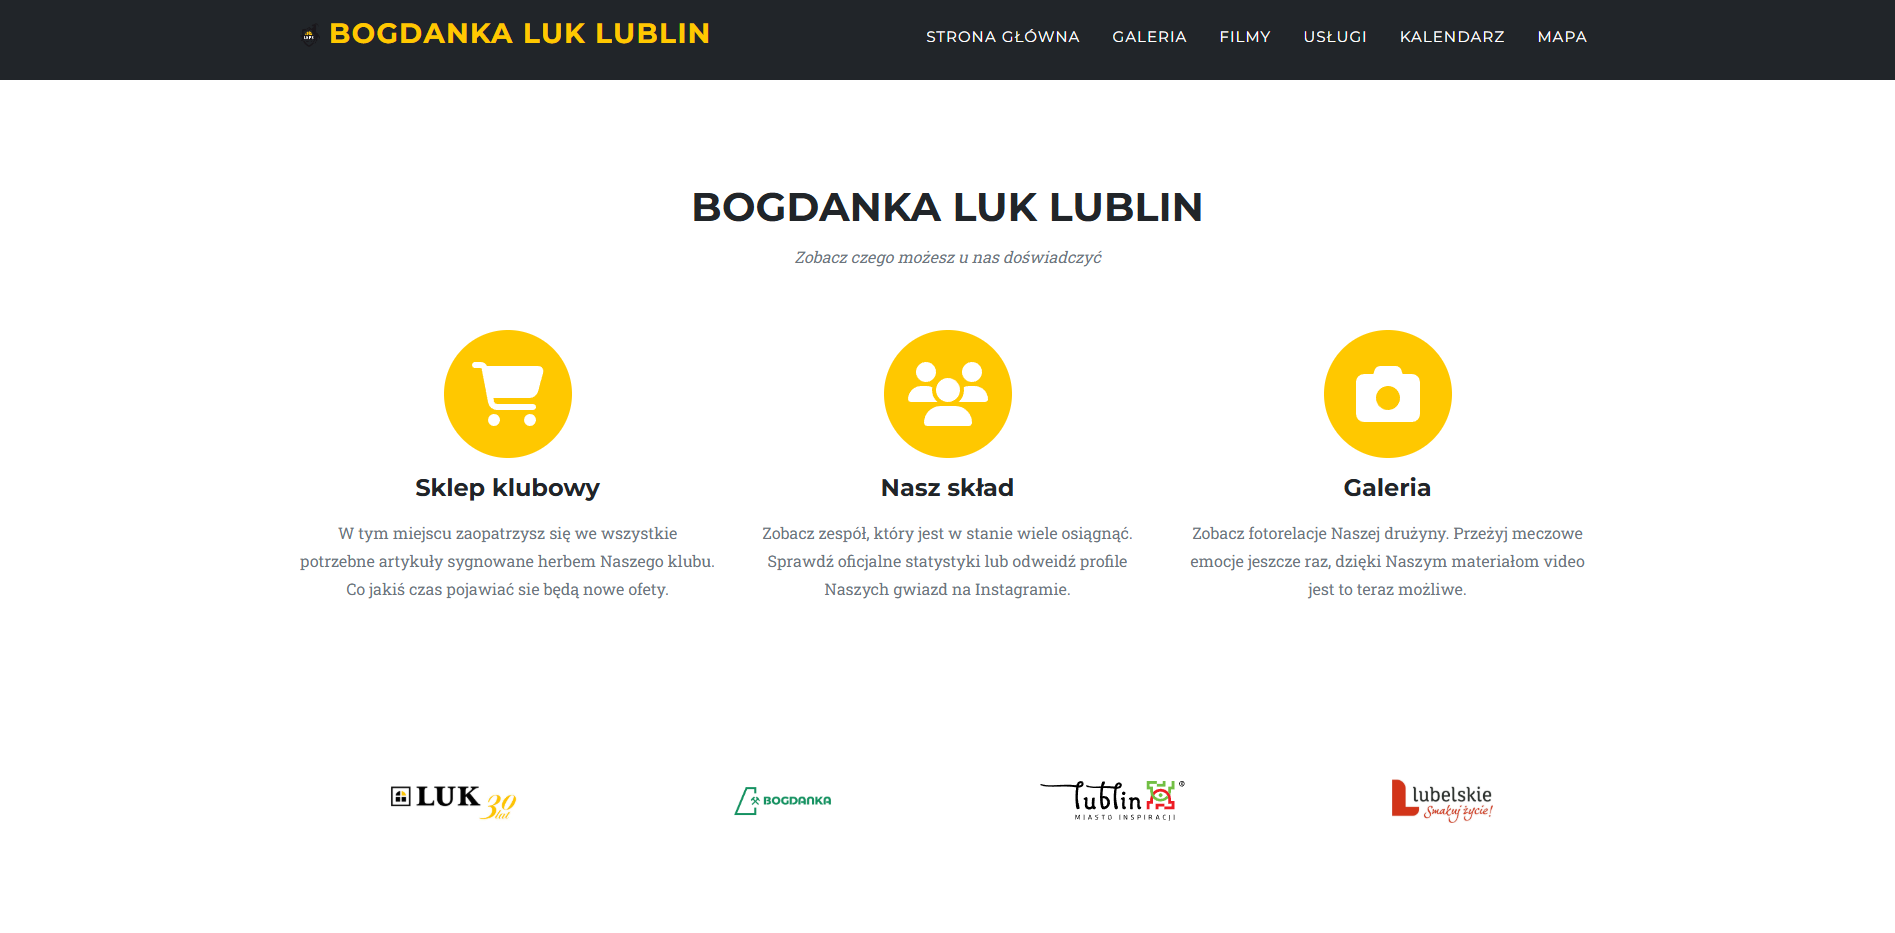 BOGDANKA LUK LUBLIN
STRONA GŁÓWNA GALERIA FILMY USŁUGI KALENDARZ MAPA
BOGDANKA LUK LUBLIN
Zobacz czego możesz u nas doświadczyć
Sklep klubowy
W tym miejscu zaopatrzysz się we wszystkie
potrzebne artykuły sygnowane herbem Naszego klubu.
Co jakiś czas pojawiać sie będą nowe ofety.
Nasz skład
Zobacz zespół, który jest w stanie wiele osiągnąć.
Sprawdź oficjalne statystyki lub odweidź profile
Naszych gwiazd na Instagramie.
Galeria
Zobacz fotorelacje Naszej drużyny. Przeżyj meczowe
emocje jeszcze raz, dzięki Naszym materiałom video
jest to teraz możliwe.
LUK 30
lat
BOGDANKA
lublin ®
MIASTO INSPIRACJI
lubelskie
Smakuj życie!